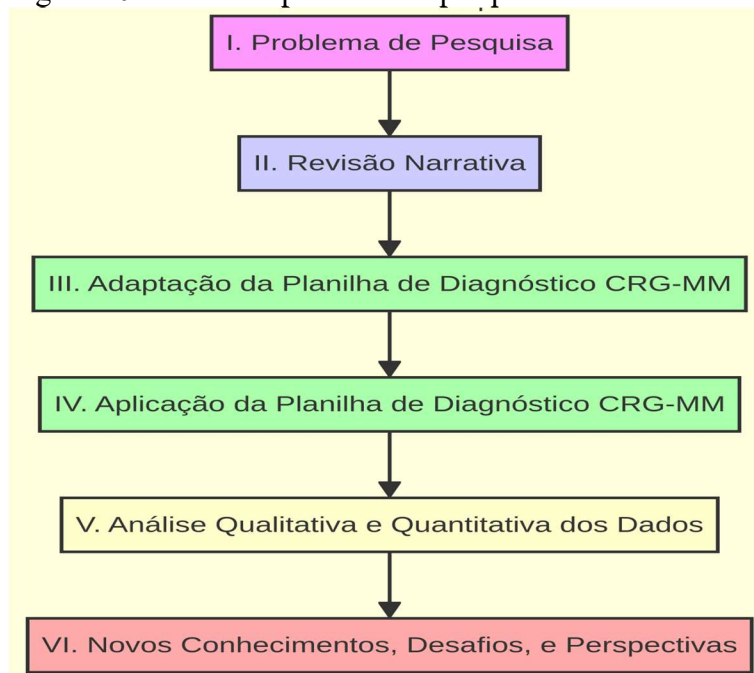 I. Problema de Pesquisa
II. Revisão Narrativa
III. Adaptação da Planilha de Diagnóstico CRG-MM
IV. Aplicação da Planilha de Diagnóstico CRG-MM
V. Análise Qualitativa e Quantitativa dos Dados
VI. Novos Conhecimentos, Desafios, e Perspectivas